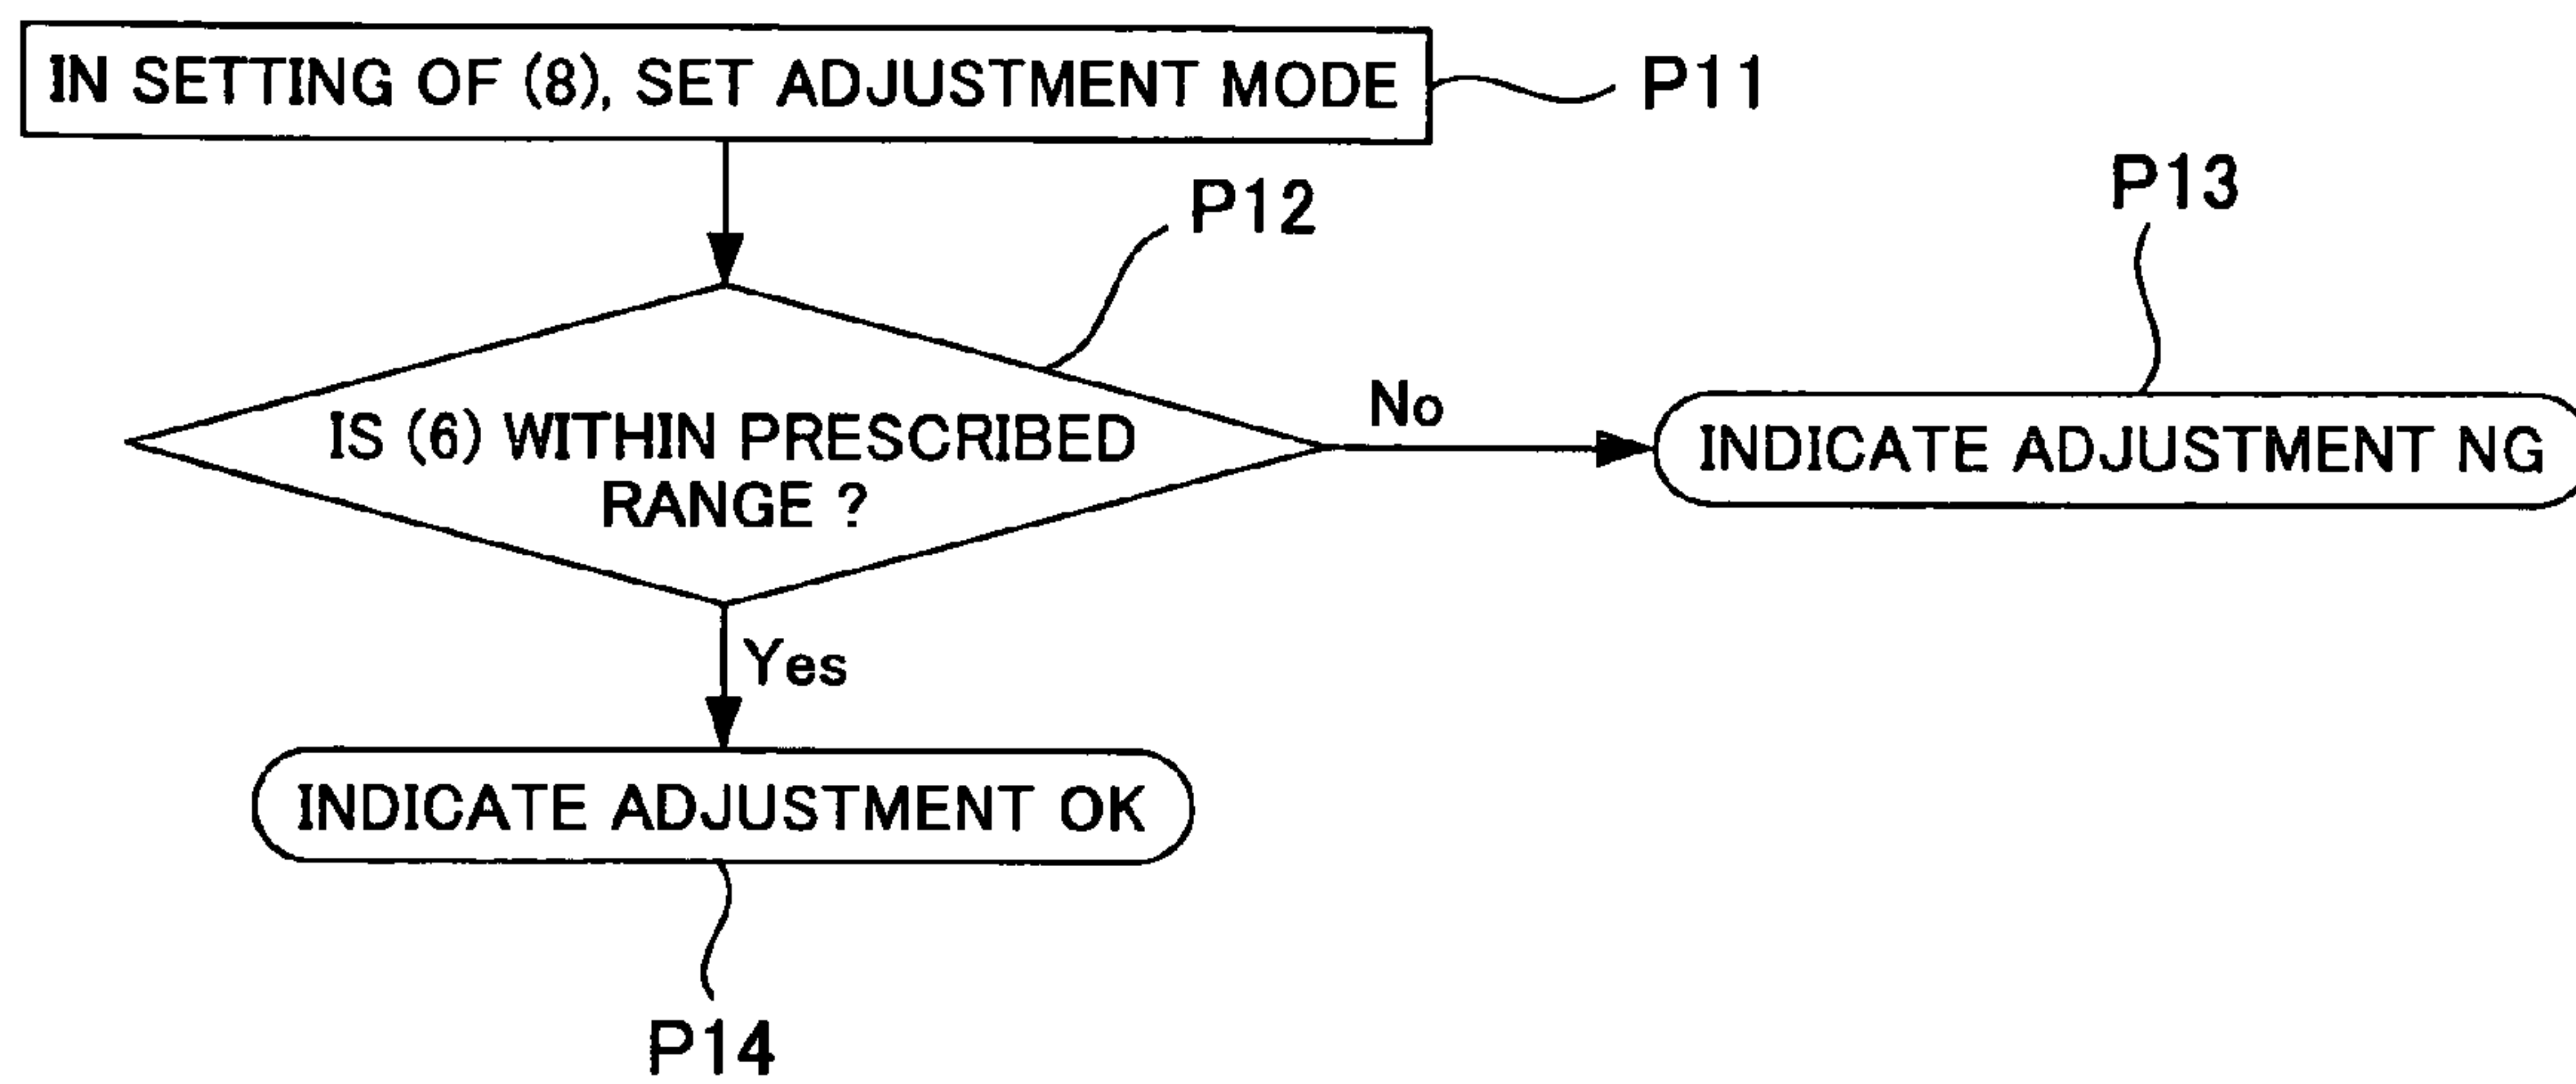 IN SETTING OF (8), SET ADJUSTMENT MODE
P11
P12
P13
IS (6) WITHIN PRESCRIBED
RANGE ?
No
INDICATE ADJUSTMENT NG
Yes
INDICATE ADJUSTMENT OK
P14